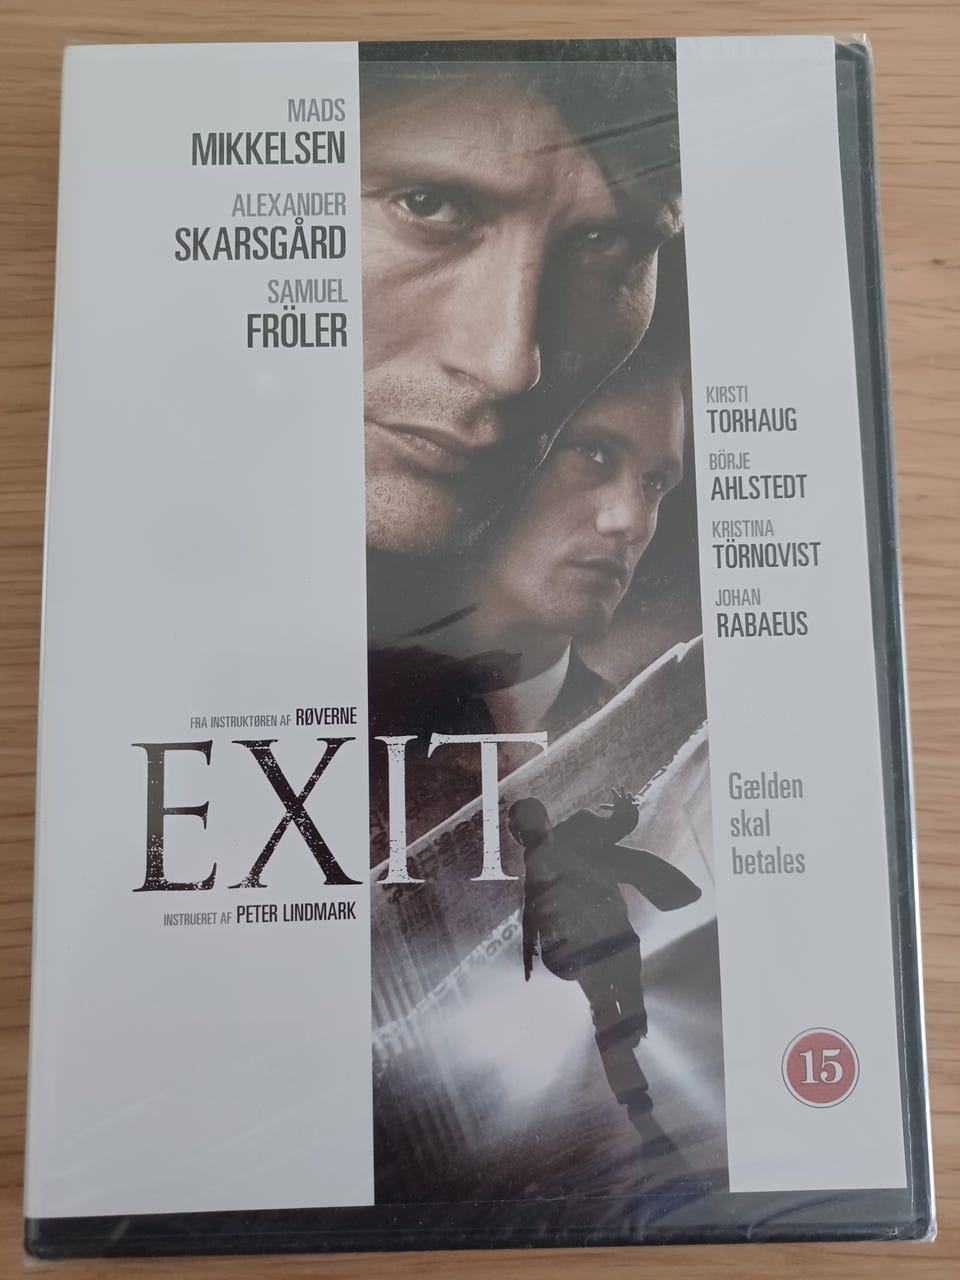 MADS
MIKKELSEN
ALEXANDER
SKARSGÅRD
SAMUEL
FRÖLER
KIRSTI
TORHAUG
BÖRJE
AHLSTEDT
KRISTINA
TÖRNQVIST
JOHAN
RABAEUS
FRA INSTRUKTØREN AF RØVERNE
EXIT
INSTRUERET AF PETER LINDMARK
Gælden
skal
betales
15